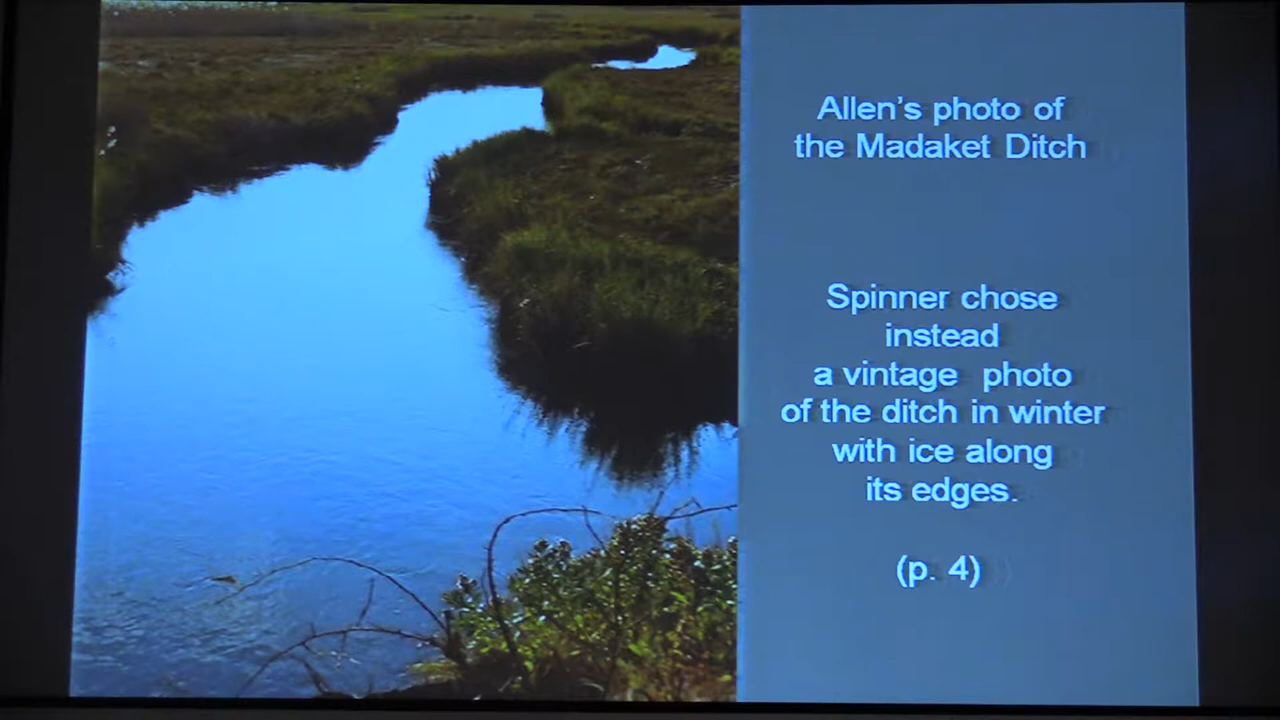 Allen's photo of
the Madaket Ditch
Spinner chose
instead
a vintage photo
of the ditch in winter
with ice along
its edges.
(p. 4)